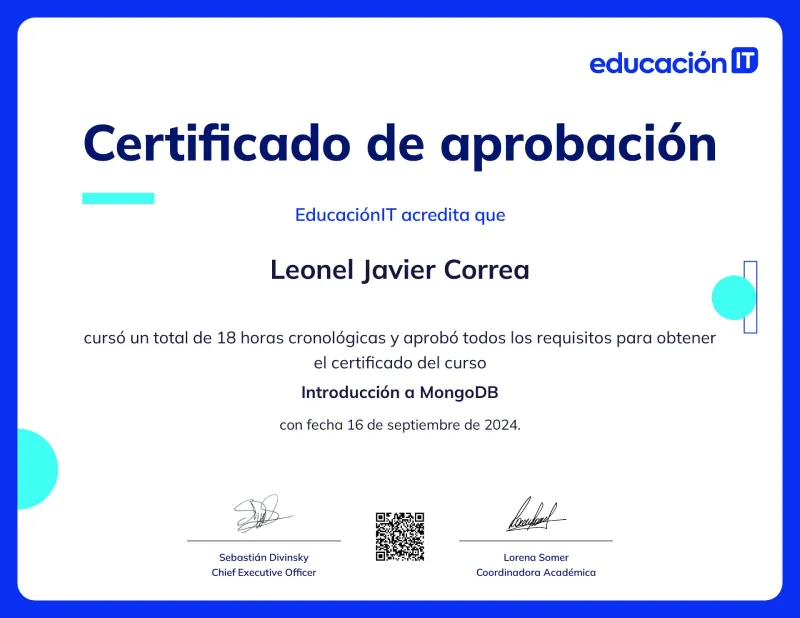 educación IT
Certificado de aprobación
EducaciónIT acredita que
Leonel Javier Correa
cursó un total de 18 horas cronológicas y aprobó todos los requisitos para obtener
el certificado del curso
Introducción a MongoDB
con fecha 16 de septiembre de 2024.
Sebastián Divinsky
Chief Executive Officer
Lorena Somer
Coordinadora Académica